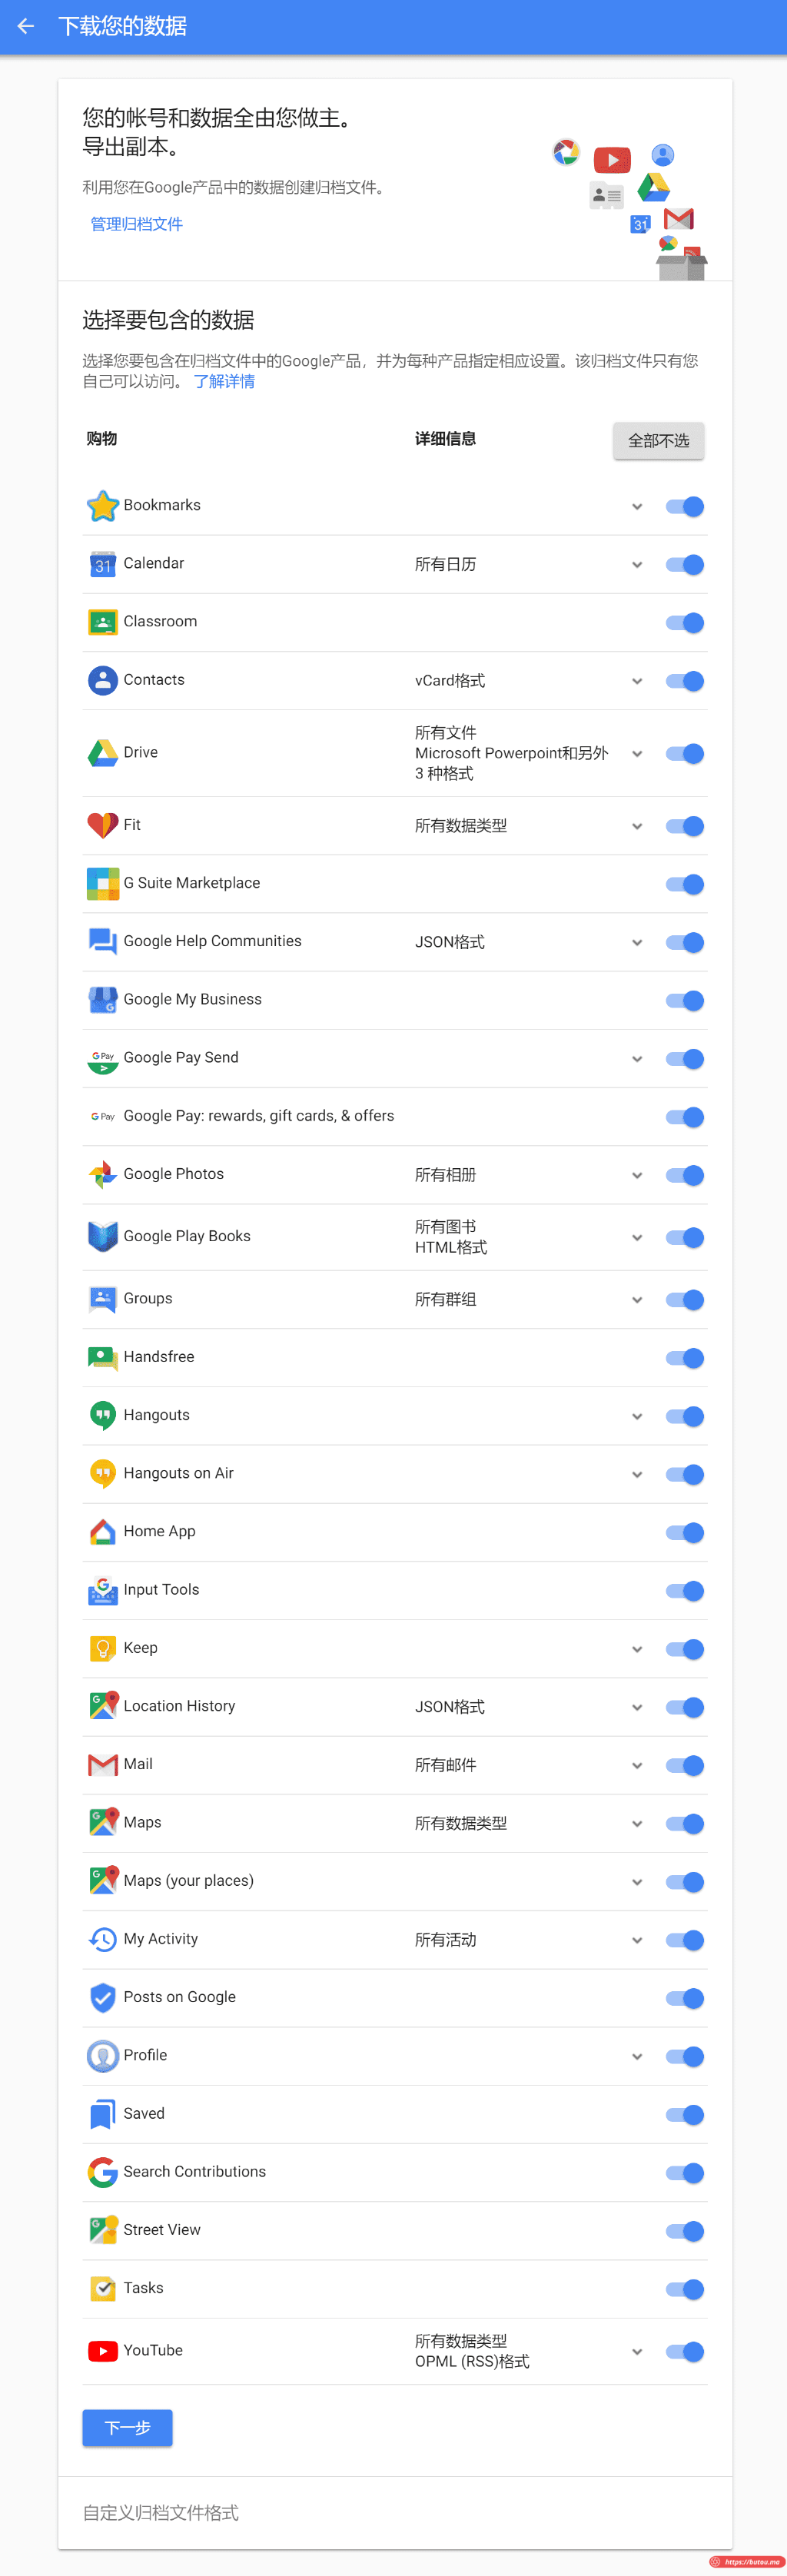 下载您的数据
您的帐号和数据全由您做主。
导出副本。
利用您在Google产品中的数据创建归档文件。
管理归档文件
31
选择要包含的数据
选择您要包含在归档文件中的Google产品，并为每种产品指定相应设置。该归档文件只有您
自己可以访问。 了解详情
购物 详细信息 全部不选
Bookmarks
31 Calendar 所有日历
Classroom
Contacts vCard格式
Drive 所有文件
Microsoft Powerpoint和另外
3 种格式
Fit 所有数据类型
G Suite Marketplace
Google Help Communities JSON格式
G Google My Business
G Pay Google Pay Send
G Pay Google Pay: rewards, gift cards, & offers
Google Photos 所有相册
Google Play Books 所有图书
HTML格式
Groups 所有群组
Handsfree
Hangouts
Hangouts on Air
Home App
G Input Tools
Keep
G Location History JSON格式
Mail 所有邮件
G Maps 所有数据类型
G Maps (your places)
My Activity 所有活动
Posts on Google
Profile
Saved
G Search Contributions
G Street View
Tasks
YouTube 所有数据类型
OPML (RSS)格式
下一步
自定义归档文件格式
https://butou.me